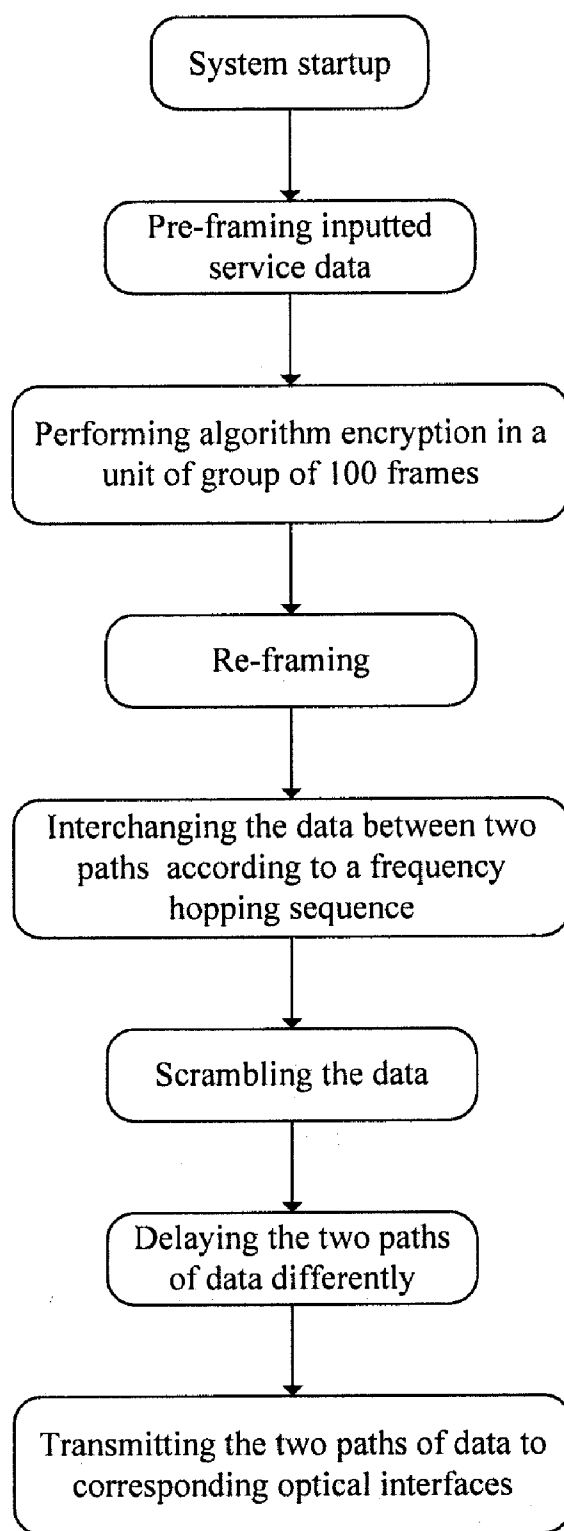 System startup
Pre-framing inputted
service data
Performing algorithm encryption in a
unit of group of 100 frames
Re-framing
Interchanging the data between two
paths according to a frequency
hopping sequence
Scrambling the data
Delaying the two paths
of data differently
Transmitting the two paths of data to
corresponding optical interfaces